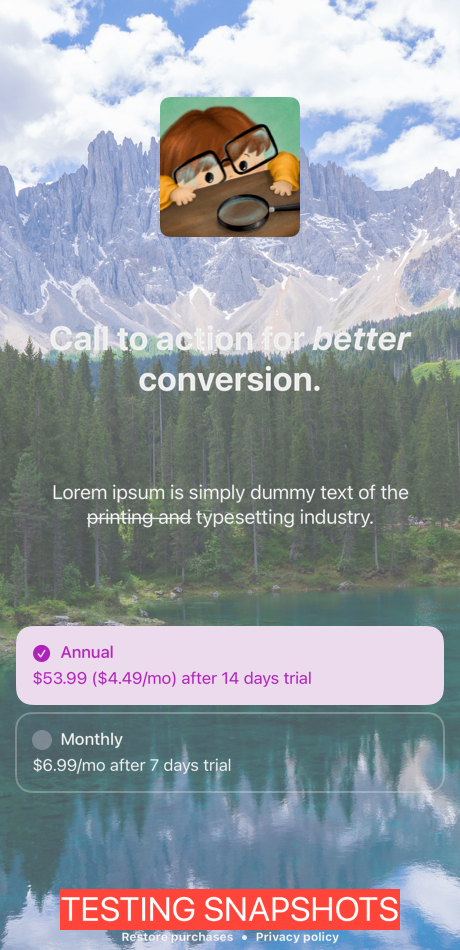 Call to action for better
conversion.
Lorem ipsum is simply dummy text of the
printing and typesetting industry.
Annual
$53.99 ($4.49/mo) after 14 days trial
Monthly
$6.99/mo after 7 days trial
TESTING SNAPSHOTS
Restore purchases • Privacy policy